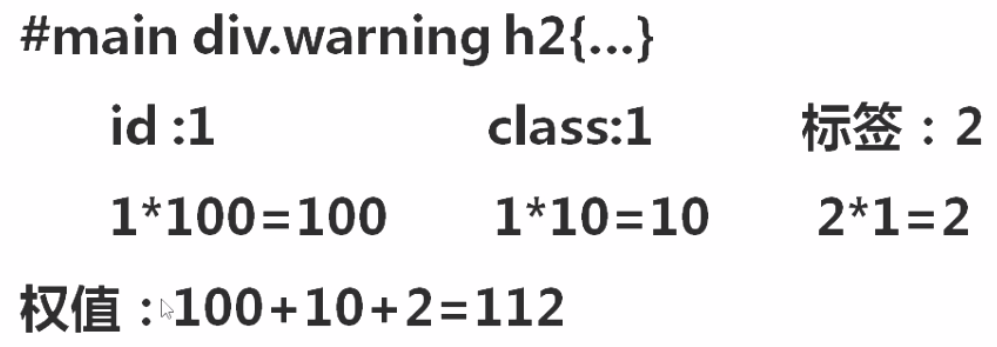 #main div.warning h2{...}
id :1 class:1 标签：2
1*100=100 1*10=10 2*1=2
权值：100+10+2=112